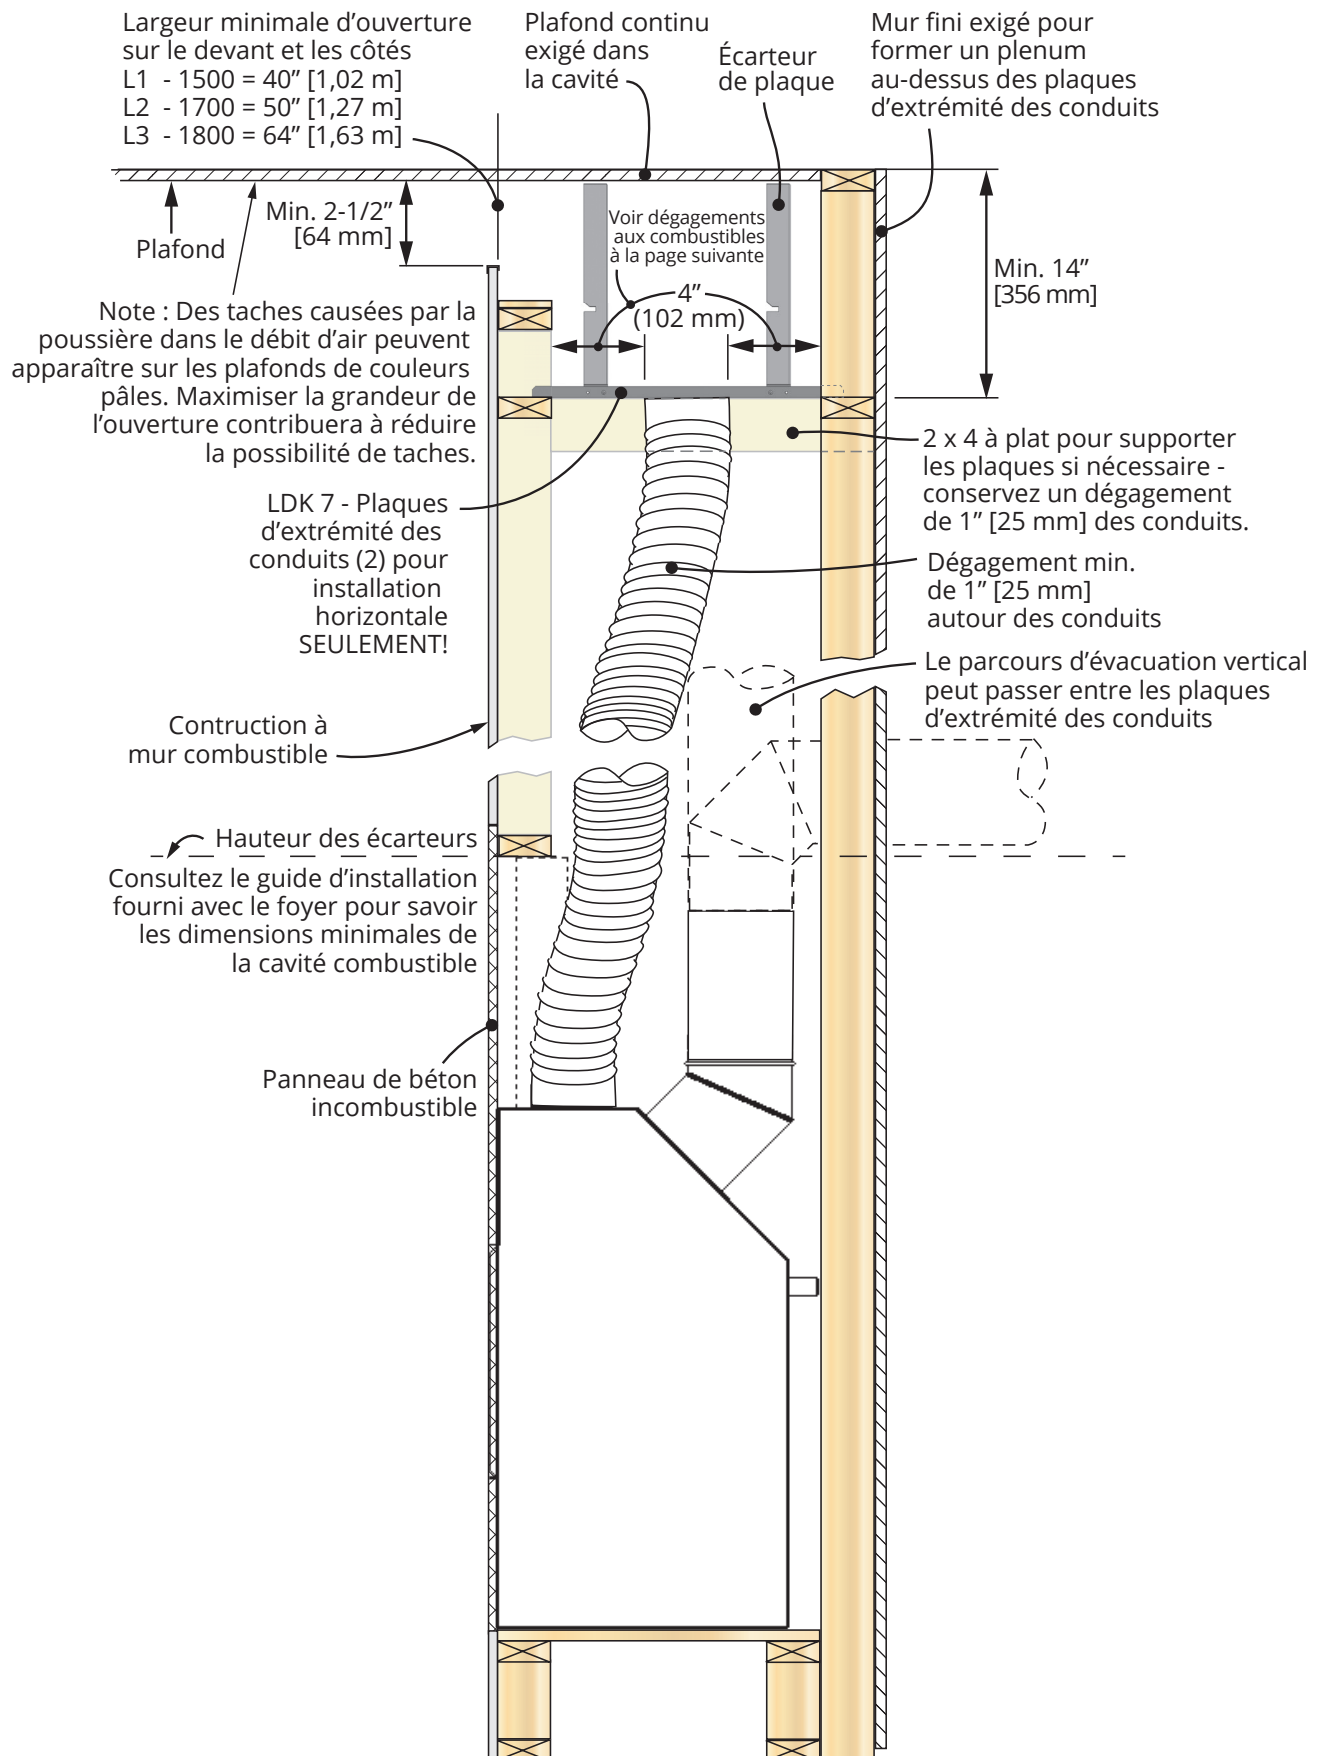 Largeur minimale d’ouverture
sur le devant et les côtés
L1 - 1500 = 40” [1,02 m]
L2 - 1700 = 50” [1,27 m]
L3 - 1800 = 64” [1,63 m]
Plafond continu
exigé dans
la cavité
Écarteur
de plaque
Mur fini exigé pour
former un plenum
au-dessus des plaques
d’extrémité des conduits
Min. 2-1/2”
[64 mm]
Plafond
Voir dégagements
aux combustibles
à la page suivante
4”
(102 mm)
Min. 14”
[356 mm]
Note : Des taches causées par la
poussière dans le débit d’air peuvent
apparaître sur les plafonds de couleurs
pâles. Maximiser la grandeur de
l’ouverture contribuera à réduire
la possibilité de taches.
2 x 4 à plat pour supporter
les plaques si nécessaire -
conservez un dégagement
de 1” [25 mm] des conduits.
LDK 7 - Plaques
d’extrémité des
conduits (2) pour
installation
horizontale
SEULEMENT!
Dégagement min.
de 1” [25 mm]
autour des conduits
Le parcours d’évacuation vertical
peut passer entre les plaques
d’extrémité des conduits
Contruction à
mur combustible
Hauteur des écarteurs
Consultez le guide d’installation
fourni avec le foyer pour savoir
les dimensions minimales de
la cavité combustible
Panneau de béton
incombustible